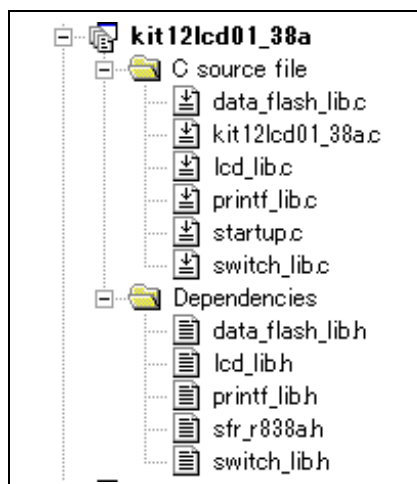 kit12lcd01_38a
C source file
data_flash_lib.c
kit12lcd01_38a.c
lcd_lib.c
printf_lib.c
startup.c
switch_lib.c
Dependencies
data_flash_lib.h
lcd_lib.h
printf_lib.h
sfr_r838a.h
switch_lib.h